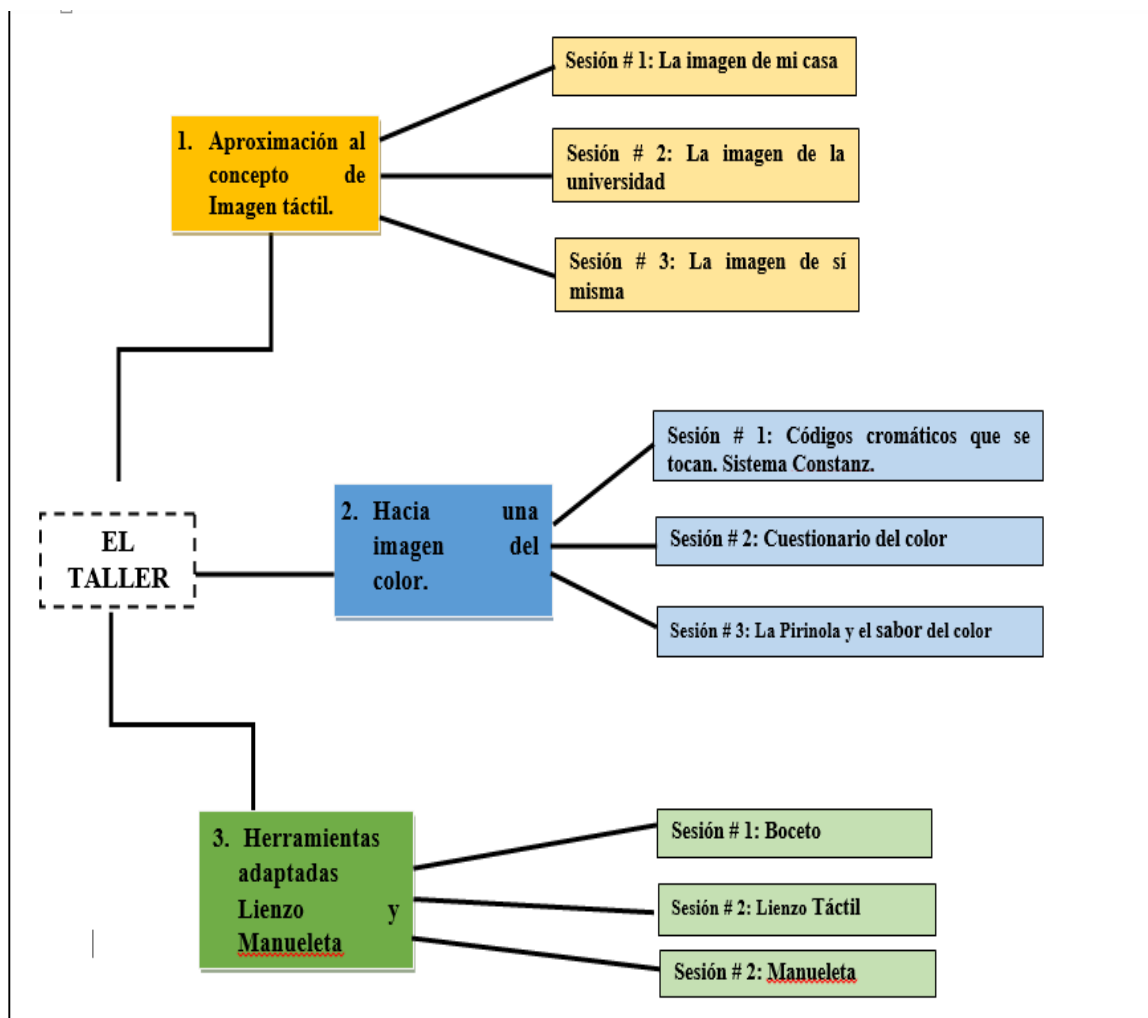 Sesión # 1: La imagen de mi casa
1. Aproximación al
concepto de
Imagen táctil.
Sesión # 2: La imagen de la
universidad
Sesión # 3: La imagen de sí
misma
Sesión # 1: Códigos cromáticos que se
tocan. Sistema Constanz.
2. Hacia una
imagen del
color.
Sesión # 2: Cuestionario del color
Sesión # 3: La Pirinola y el sabor del color
EL
TALLER
3. Herramientas
adaptadas
Lienzo y
Manueleta
Sesión # 1: Boceto
Sesión # 2: Lienzo Táctil
Sesión # 2: Manueleta